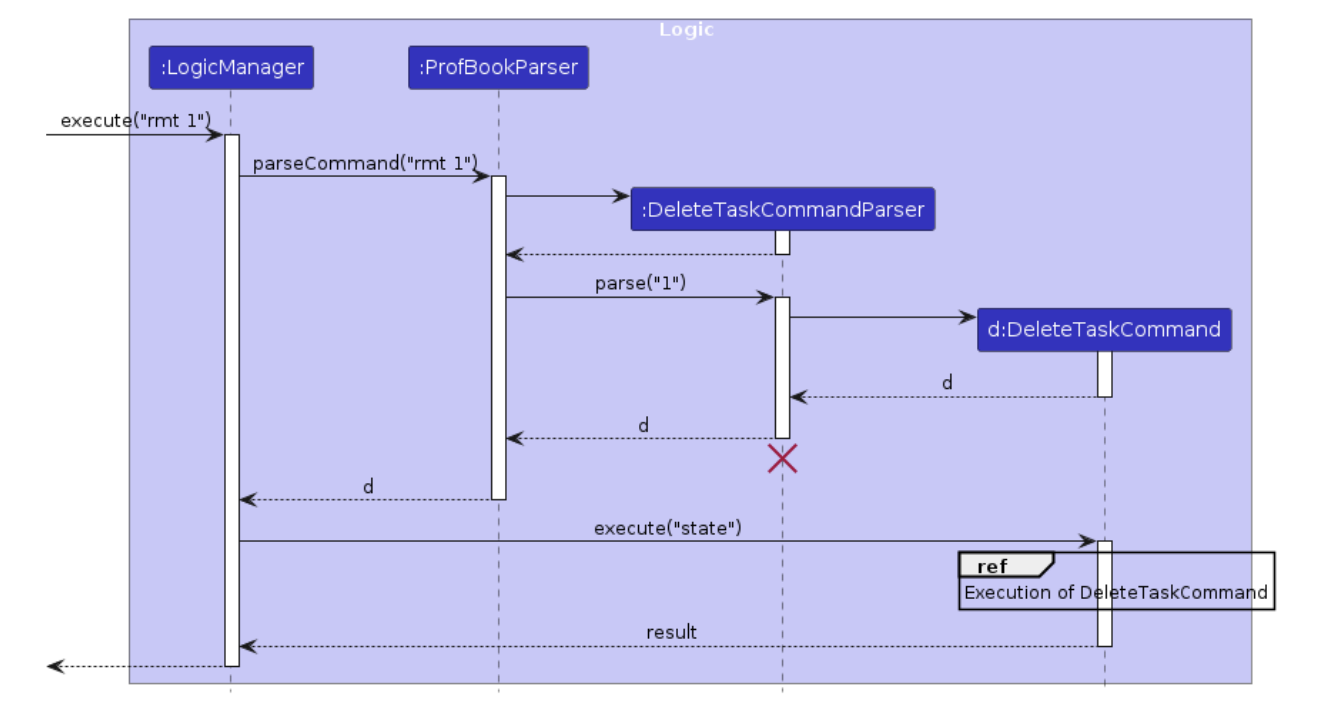 Logic
:LogicManager
:ProfBookParser
execute("rmt 1")
parseCommand("rmt 1")
:DeleteTaskCommandParser
parse("1")
d:DeleteTaskCommand
d
d
d
execute("state")
ref
Execution of DeleteTaskCommand
result